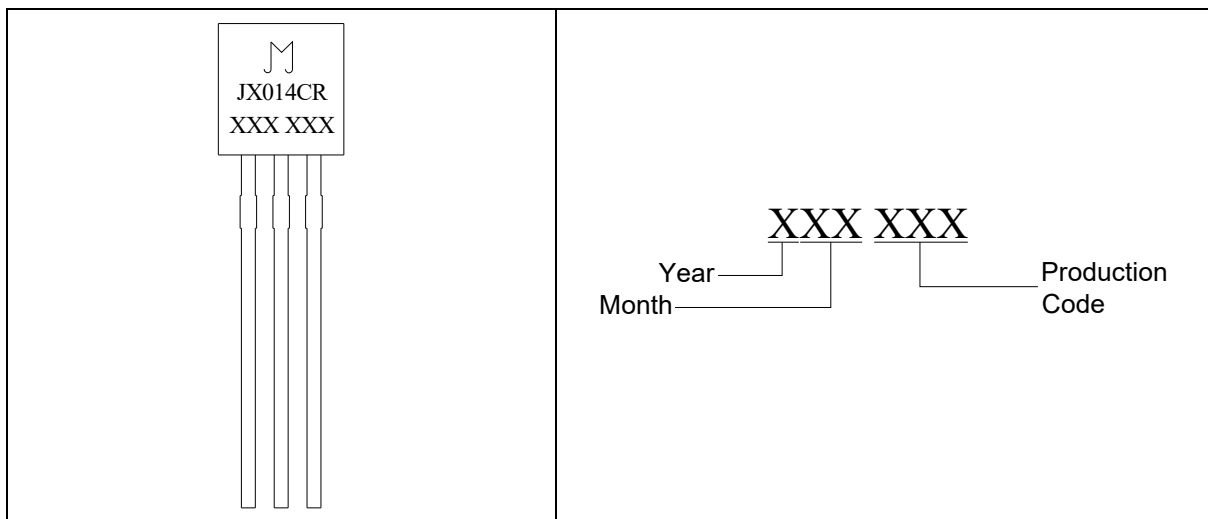 JX014CR
XXX XXX
XXX XXX
Year
Month
Production
Code